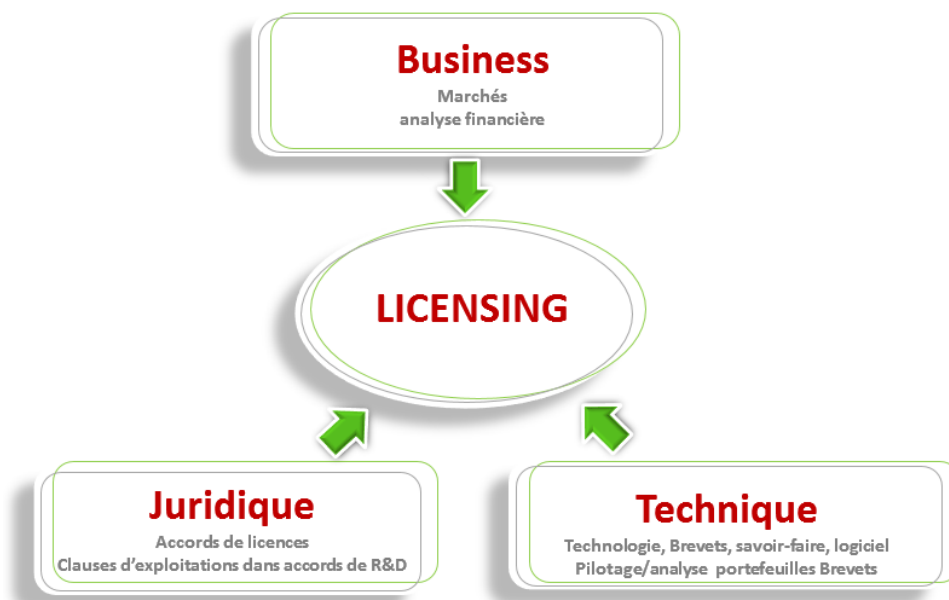 Business
Marchés
analyse financière
LICENSING
Juridique
Accords de licences
Clauses d’exploitations dans accords de R&D
Technique
Technologie, Brevets, savoir-faire, logiciel
Pilotage/analyse portefeuilles Brevets